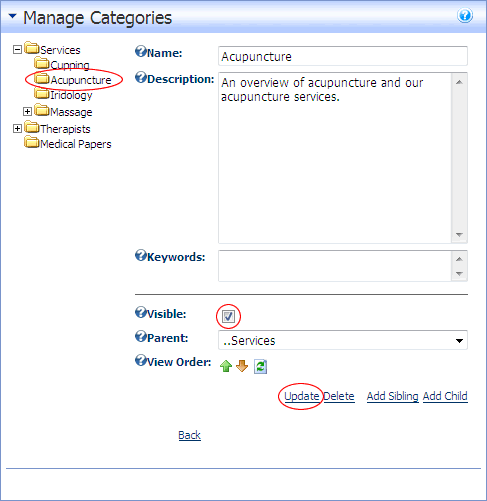 Manage Categories
Services
Cupping
Acupuncture
Iridology
Massage
Therapists
Medical Papers
Name:
Acupuncture
Description:
An overview of acupuncture and our
acupuncture services.
Keywords:
Visible:
Parent:
..Services
View Order:
Update Delete Add Sibling Add Child
Back